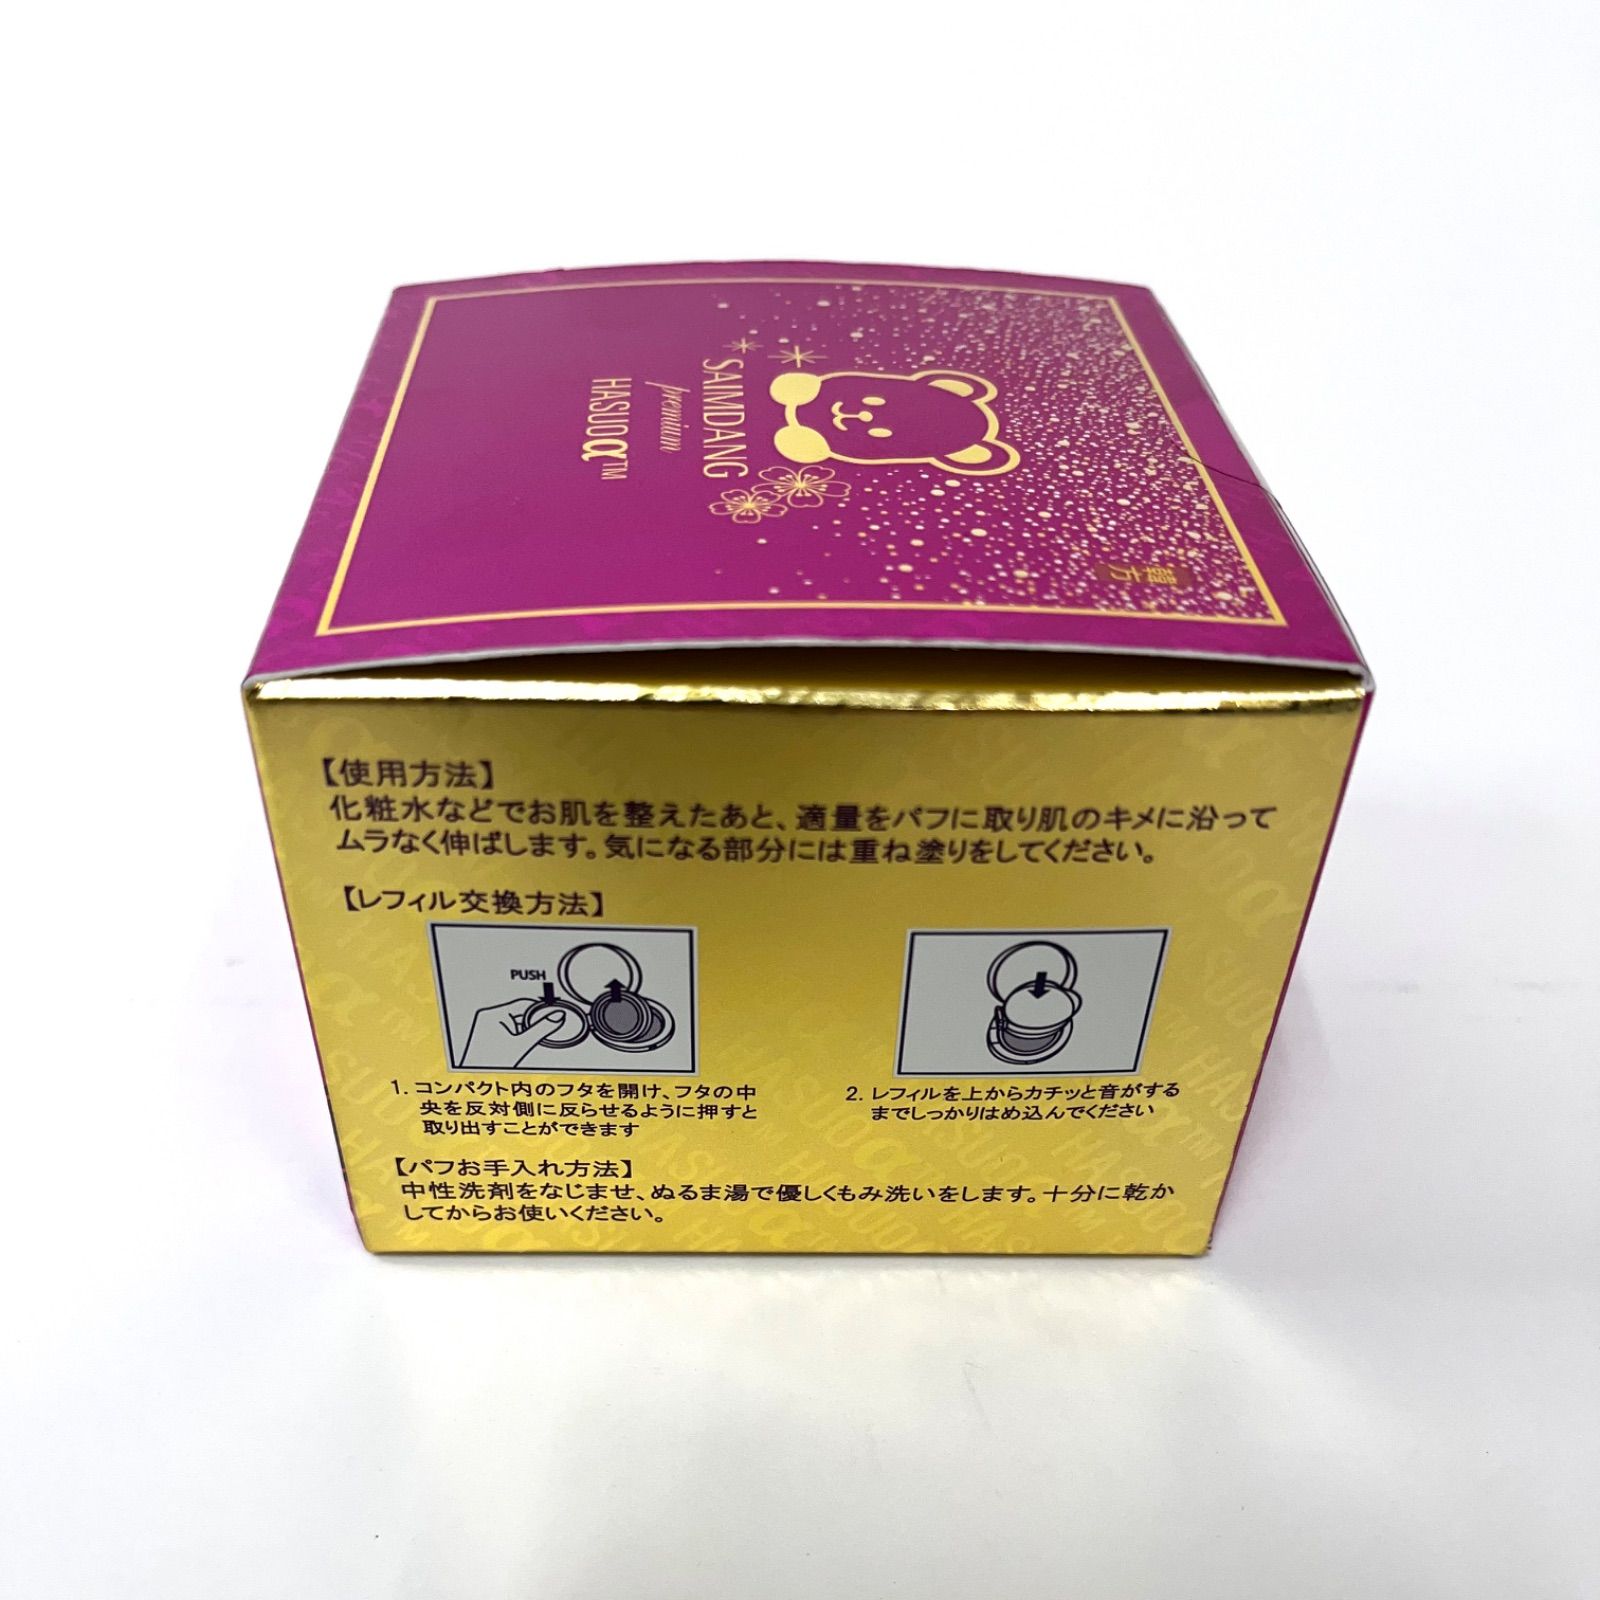 SAIMDANG
premium
HASUOα™
韓方
【使用方法】
化粧水などでお肌を整えたあと、適量をパフに取り肌のキメに沿って
ムラなく伸ばします。気になる部分には重ね塗りをしてください。
【レフィル交換方法】
PUSH
1. コンパクト内のフタを開け、フタの中
央を反対側に反らせるように押すと
取り出すことができます
2. レフィルを上からカチッと音がする
までしっかりはめ込んでください
【パフお手入れ方法】
中性洗剤をなじませ、ぬるま湯で優しくもみ洗いをします。十分に乾か
してからお使いください。